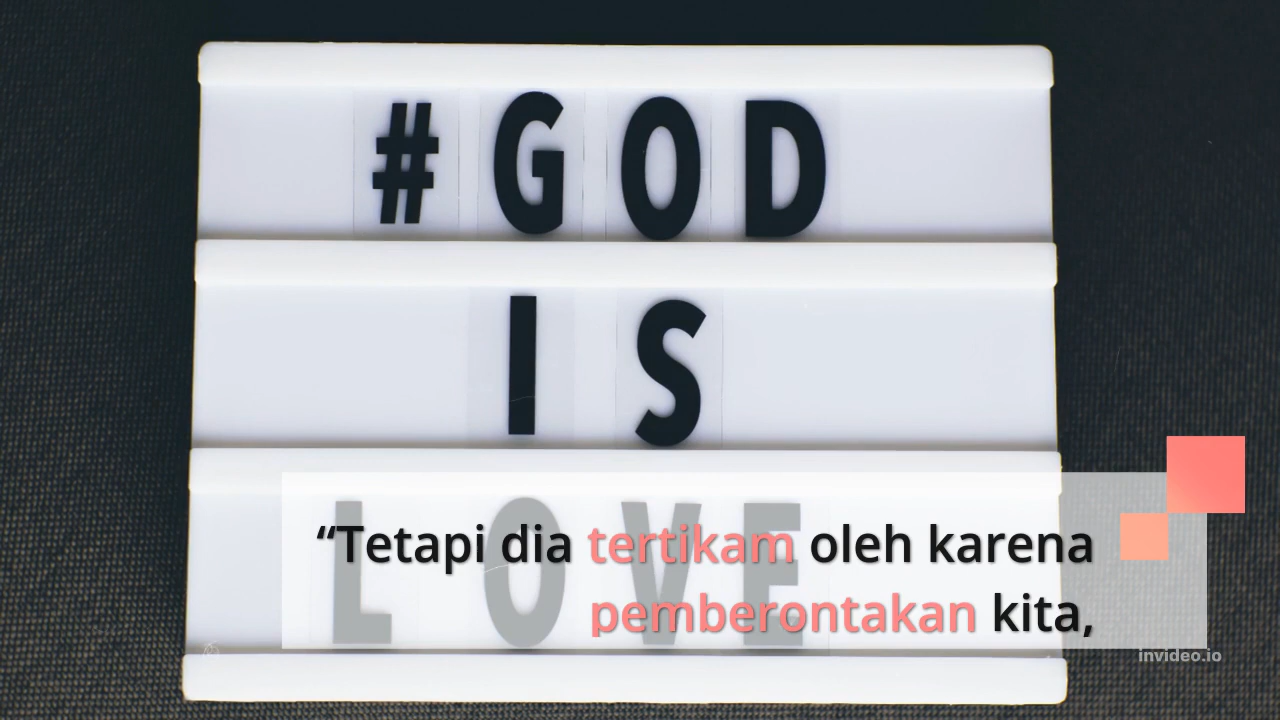 #GOD
IS
LOVE
“Tetapi dia tertikam oleh karena
pemberontakan kita,
invideo.io